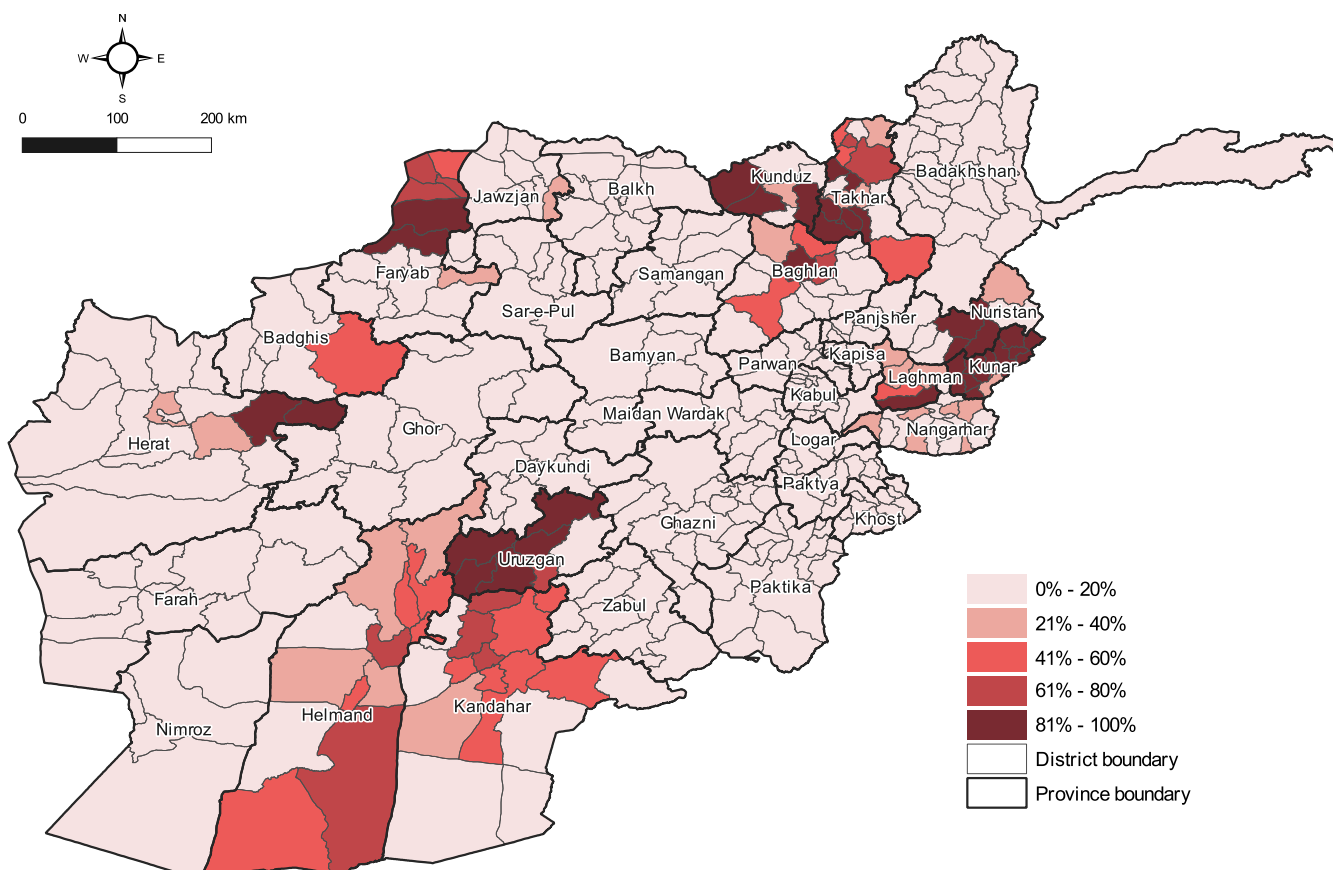 N
W E
S
0 100 200 km
Badakhshan
Kunduz
Takhar
Jawzjan
Balkh
Faryab
Samangan
Baghlan
Sar-e-Pul
Nuristan
Panjsher
Badghis
Bamyan
Parwan
Kapisa
Kunar
Laghman
Kabul
Maidan Wardak
Herat
Ghor
Logar
Nangarhar
Daykundi
Paktya
Ghazni
Khost
Uruzgan
Farah
Zabul
Paktika
Nimroz
Helmand
Kandahar
0% - 20%
21% - 40%
41% - 60%
61% - 80%
81% - 100%
District boundary
Province boundary